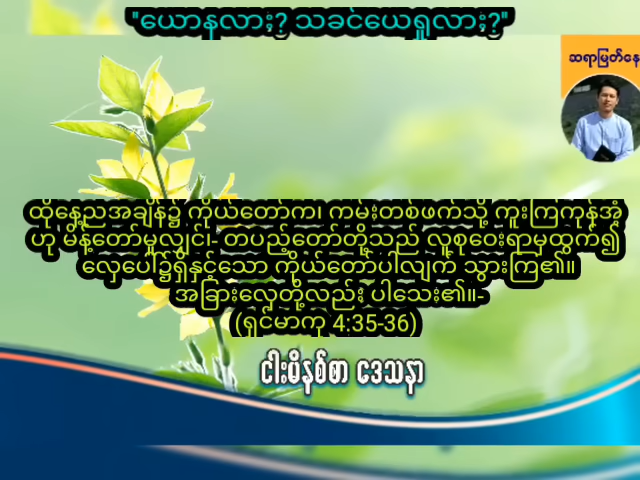 "ယောနလား? သခင်ယေရှုလား?"
ဆရာမြတ်နေ
ထိုနေ့ညအချိန်၌ ကိုယ်တော်က၊ ကမ်းတစ်ဖက်သို့ ကူးကြကုန်အံ့
ဟု မိန့်တော်မူလျှင်၊- တပည့်တော်တို့သည် လူစုဝေးရာမှထွက်၍
လှေပေါ်၌ရှိနှင့်သော ကိုယ်တော်ပါလျက် သွားကြ၏။
အခြားလှေတို့လည်း ပါသေး၏။-
(ရှင်မာကု 4:35-36)
ငါးမိနစ်စာ ဒေသနာ